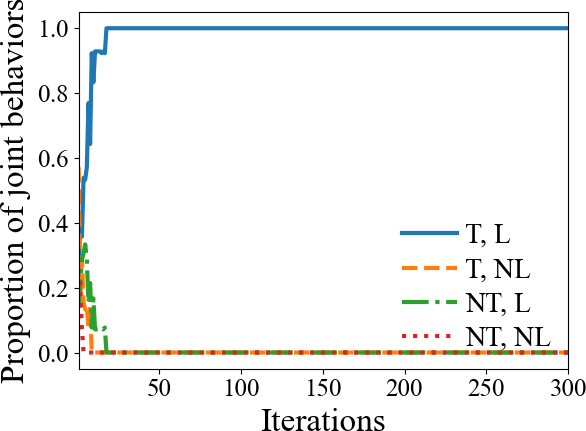 Proportion of joint behaviors
1.0
0.8
0.6
0.4
0.2
0.0
T, L
T, NL
NT, L
NT, NL
50 100 150 200 250 300
Iterations